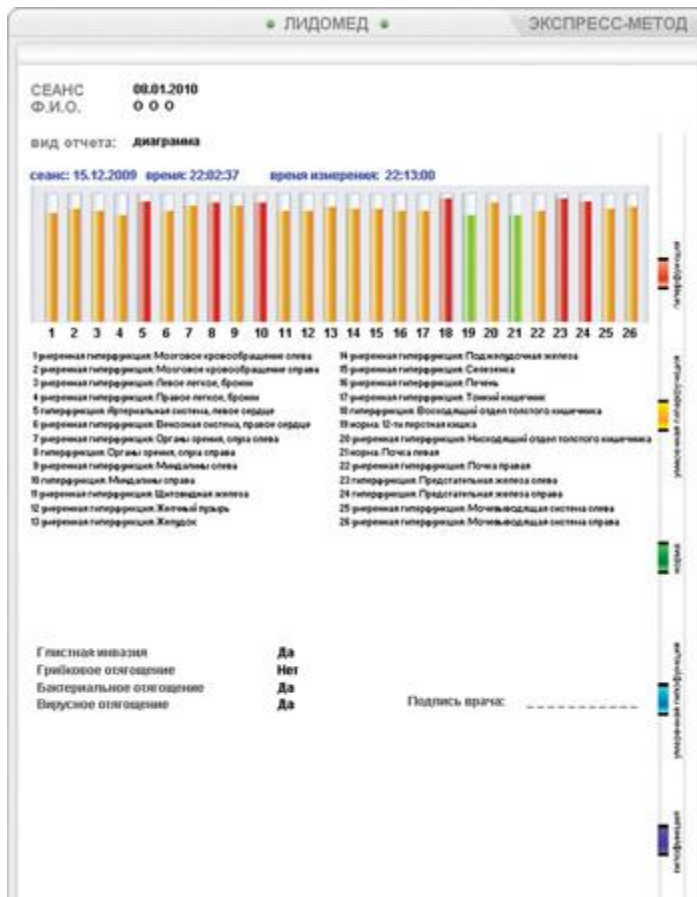 ЛИДОМЕД
ЭКСПРЕСС-МЕТОД
СЕАНС 08.01.2010
Ф.И.О. О О О
вид отчета: диаграмма
сеанс: 15.12.2009 время: 22:02:37 время измерения: 22:13:00
1 2 3 4 5 6 7 8 9 10 11 12 13 14 15 16 17 18 19 20 21 22 23 24 25 26
1 умеренная гиперфункция: Мозговое кровообращение слева
2 умеренная гиперфункция: Мозговое кровообращение справа
3 умеренная гиперфункция: Левое легкое, бронхи
4 умеренная гиперфункция: Правое легкое, бронхи
5 гиперфункция: Артериальная система, левое сердце
6 умеренная гиперфункция: Венозная система, правое сердце
7 умеренная гиперфункция: Органы зрения, слуха слева
8 гиперфункция: Органы зрения, слуха справа
9 умеренная гиперфункция: Миндалины слева
10 гиперфункция: Миндалины справа
11 умеренная гиперфункция: Щитовидная железа
12 умеренная гиперфункция: Желчный пузырь
13 умеренная гиперфункция: Желудок
14 умеренная гиперфункция: Поджелудочная железа
15 умеренная гиперфункция: Селезенка
16 умеренная гиперфункция: Печень
17 умеренная гиперфункция: Тонкий кишечник
18 гиперфункция: Восходящий отдел толстого кишечника
19 норма: 12-ти перстная кишка
20 умеренная гиперфункция: Нисходящий отдел толстого кишечника
21 норма: Почка левая
22 умеренная гиперфункция: Почка правая
23 гиперфункция: Предстательная железа слева
24 гиперфункция: Предстательная железа справа
25 умеренная гиперфункция: Мочевыводящая система слева
26 умеренная гиперфункция: Мочевыводящая система справа
Глистная инвазия Да
Грибковое отягощение Нет
Бактериальное отягощение Да
Вирусное отягощение Да
Подпись врача:
гиперфункция
умеренная гиперфункция
норма
умеренная гипофункция
гипофункция